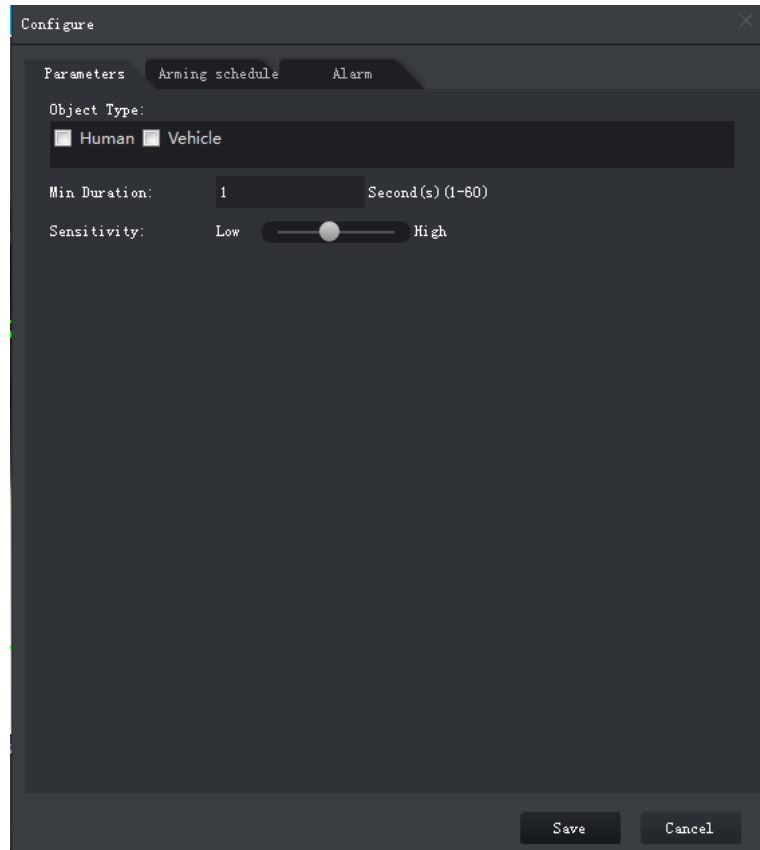 Configure
Parameters Arming schedule Alarm
Object Type:
Human Vehicle
Min Duration: 1 Second(s)(1-60)
Sensitivity: Low High
Save Cancel